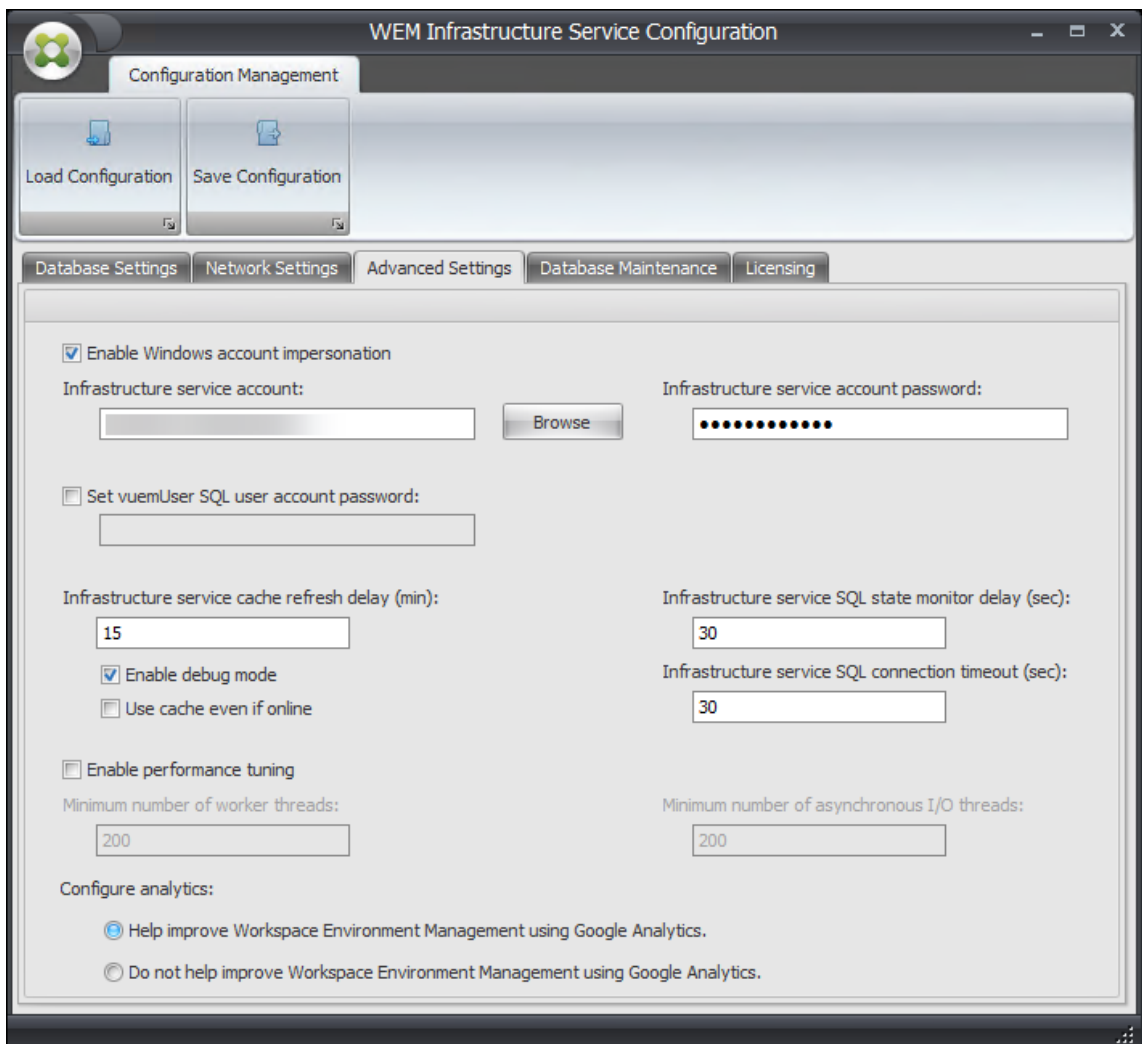 WEM Infrastructure Service Configuration
Configuration Management
Load Configuration
Save Configuration
Database Settings
Network Settings
Advanced Settings
Database Maintenance
Licensing
Enable Windows account impersonation
Infrastructure service account:
Infrastructure service account password:
Browse
••••••••••••
Set vuemUser SQL user account password:
Infrastructure service cache refresh delay (min):
Infrastructure service SQL state monitor delay (sec):
15
30
Enable debug mode
Infrastructure service SQL connection timeout (sec):
Use cache even if online
30
Enable performance tuning
Minimum number of worker threads:
Minimum number of asynchronous I/O threads:
200
200
Configure analytics:
Help improve Workspace Environment Management using Google Analytics.
Do not help improve Workspace Environment Management using Google Analytics.